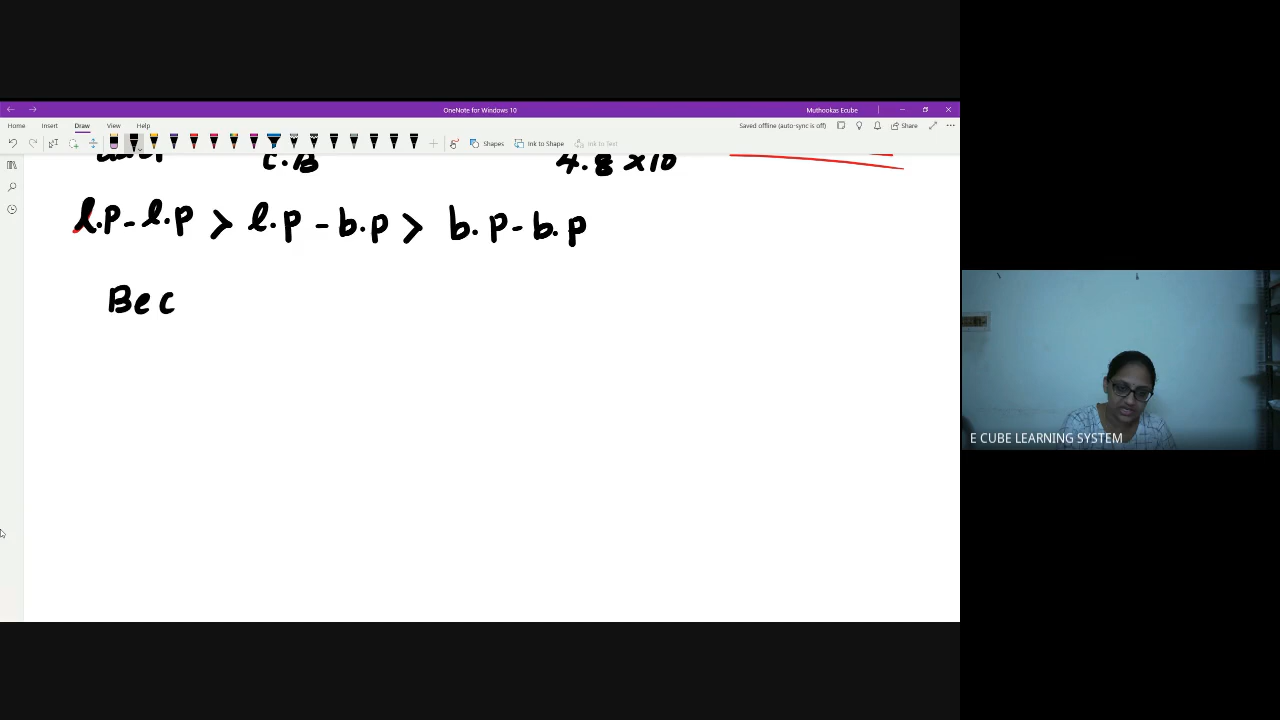 OneNote for Windows 10
Muthookas Ecube
Home Insert Draw View Help
Saved offline (auto-sync is off)
Share
Shapes
Ink to Shape
Ink to Text
C.B 4.8 x10
l.p - l.p > l.p - b.p > b.p - b.p
Bec
E CUBE LEARNING SYSTEM